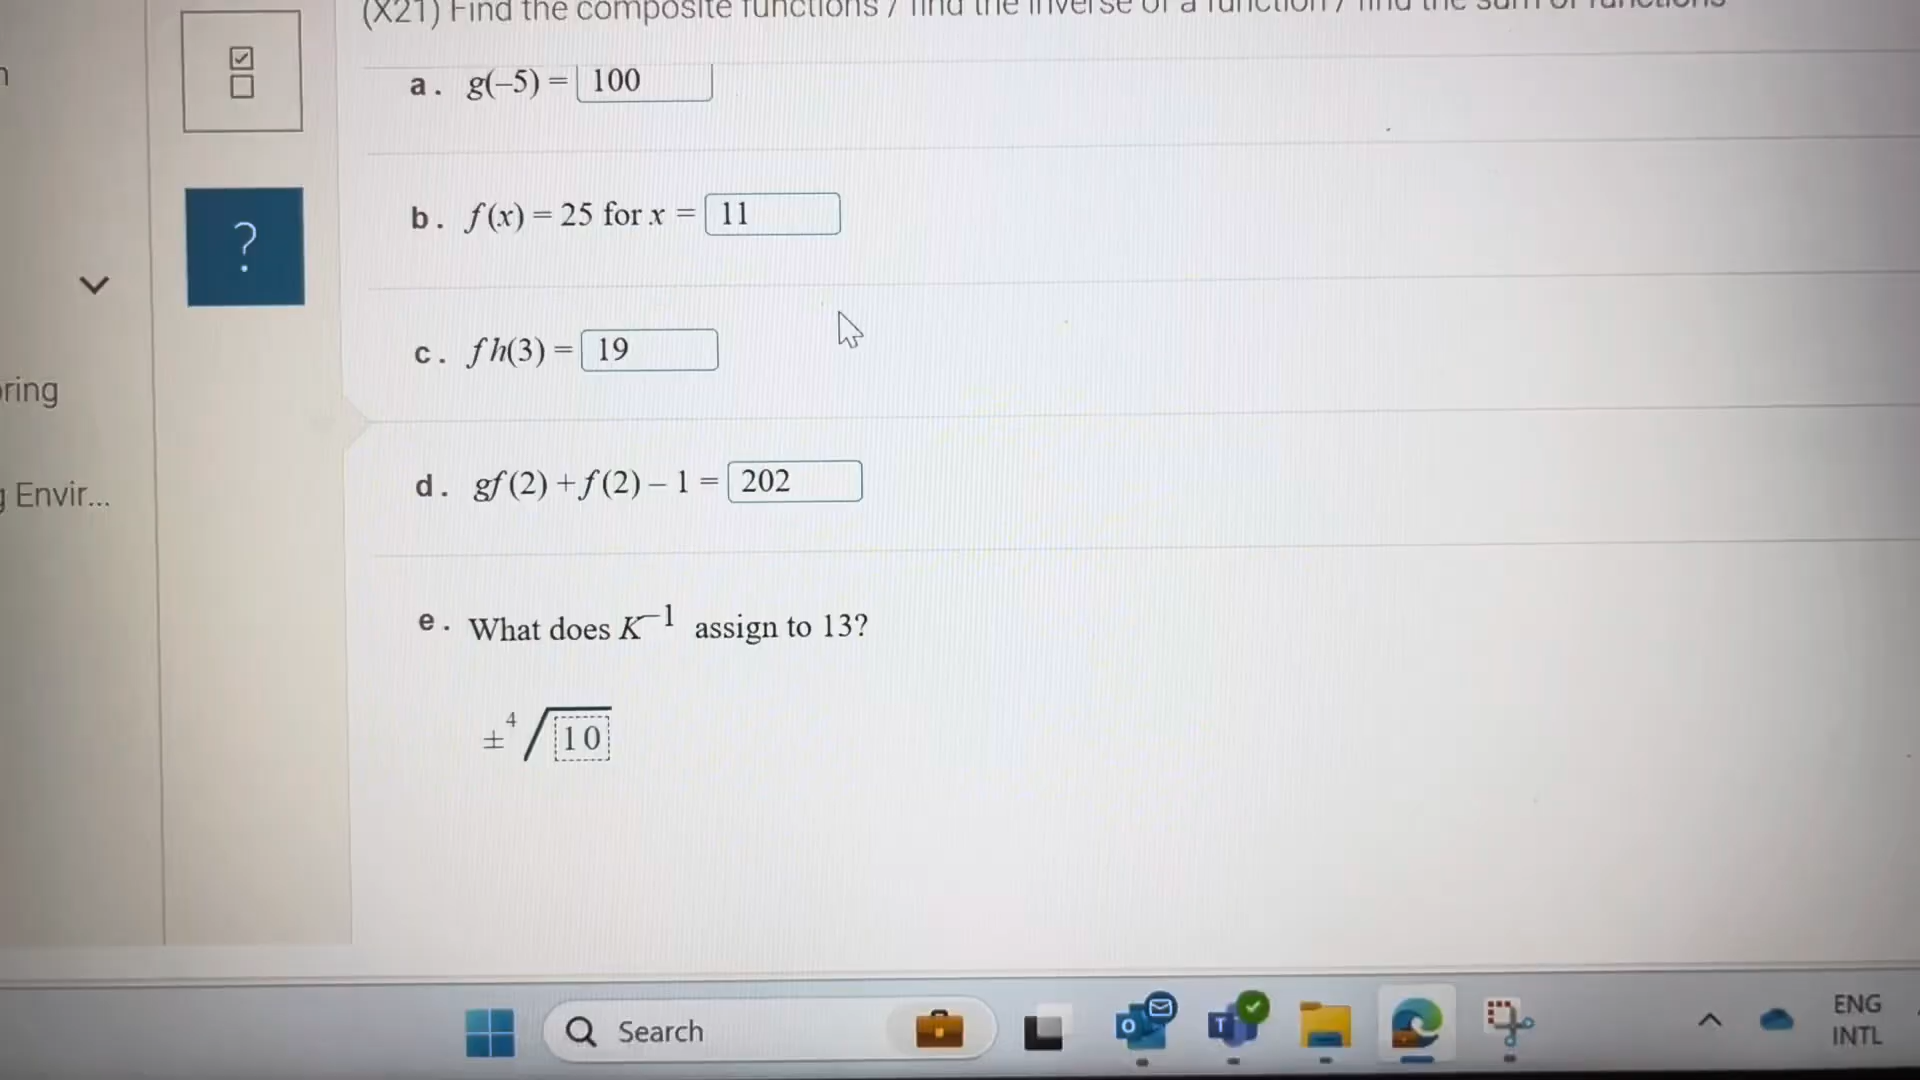 (X21) Find the composite functions / find the inverse of a function / find the sum of functions
a. g(–5) = 100
?
b. f(x) = 25 for x = 11
c. fh(3) = 19
ring
d. gf(2) + f(2) – 1 = 202
Envir...
e. What does K⁻¹ assign to 13?
± ⁴√10
Search
ENG
INTL